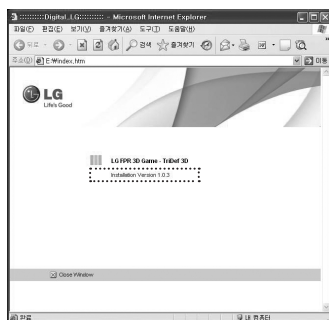 :::::::::::Digital_LG::::::::::: - Microsoft Internet Explorer
파일(F) 편집(E) 보기(V) 즐겨찾기(A) 도구(T) 도움말(H)
뒤로 검색 즐겨찾기
주소(D) E:\index.htm 이동
LG
Life's Good
LG FPR 3D Game - TriDef 3D
Installation Version 1.0.3
Close Window
완료 내 컴퓨터